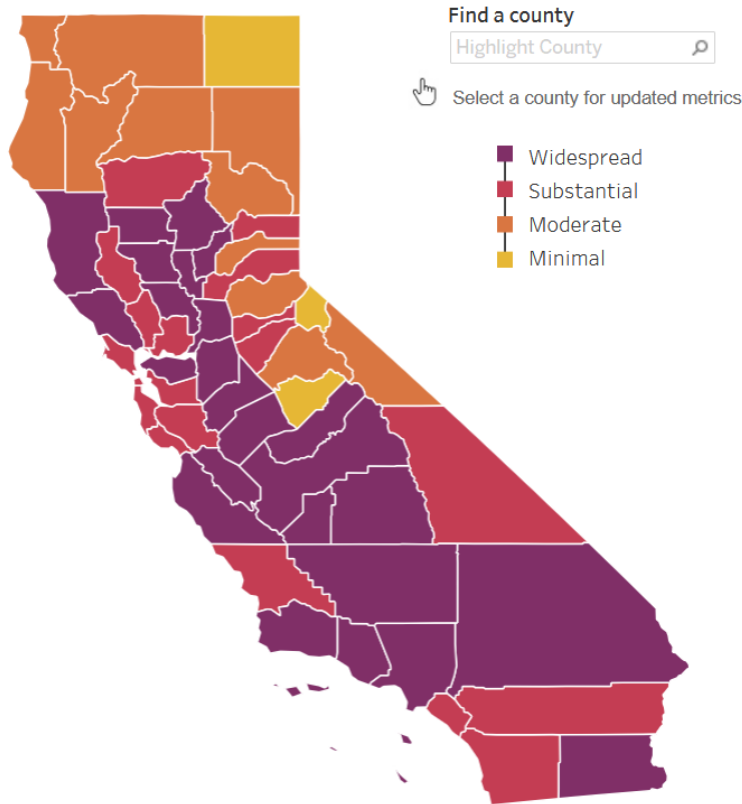 Find a county
Highlight County
Select a county for updated metrics
Widespread
Substantial
Moderate
Minimal